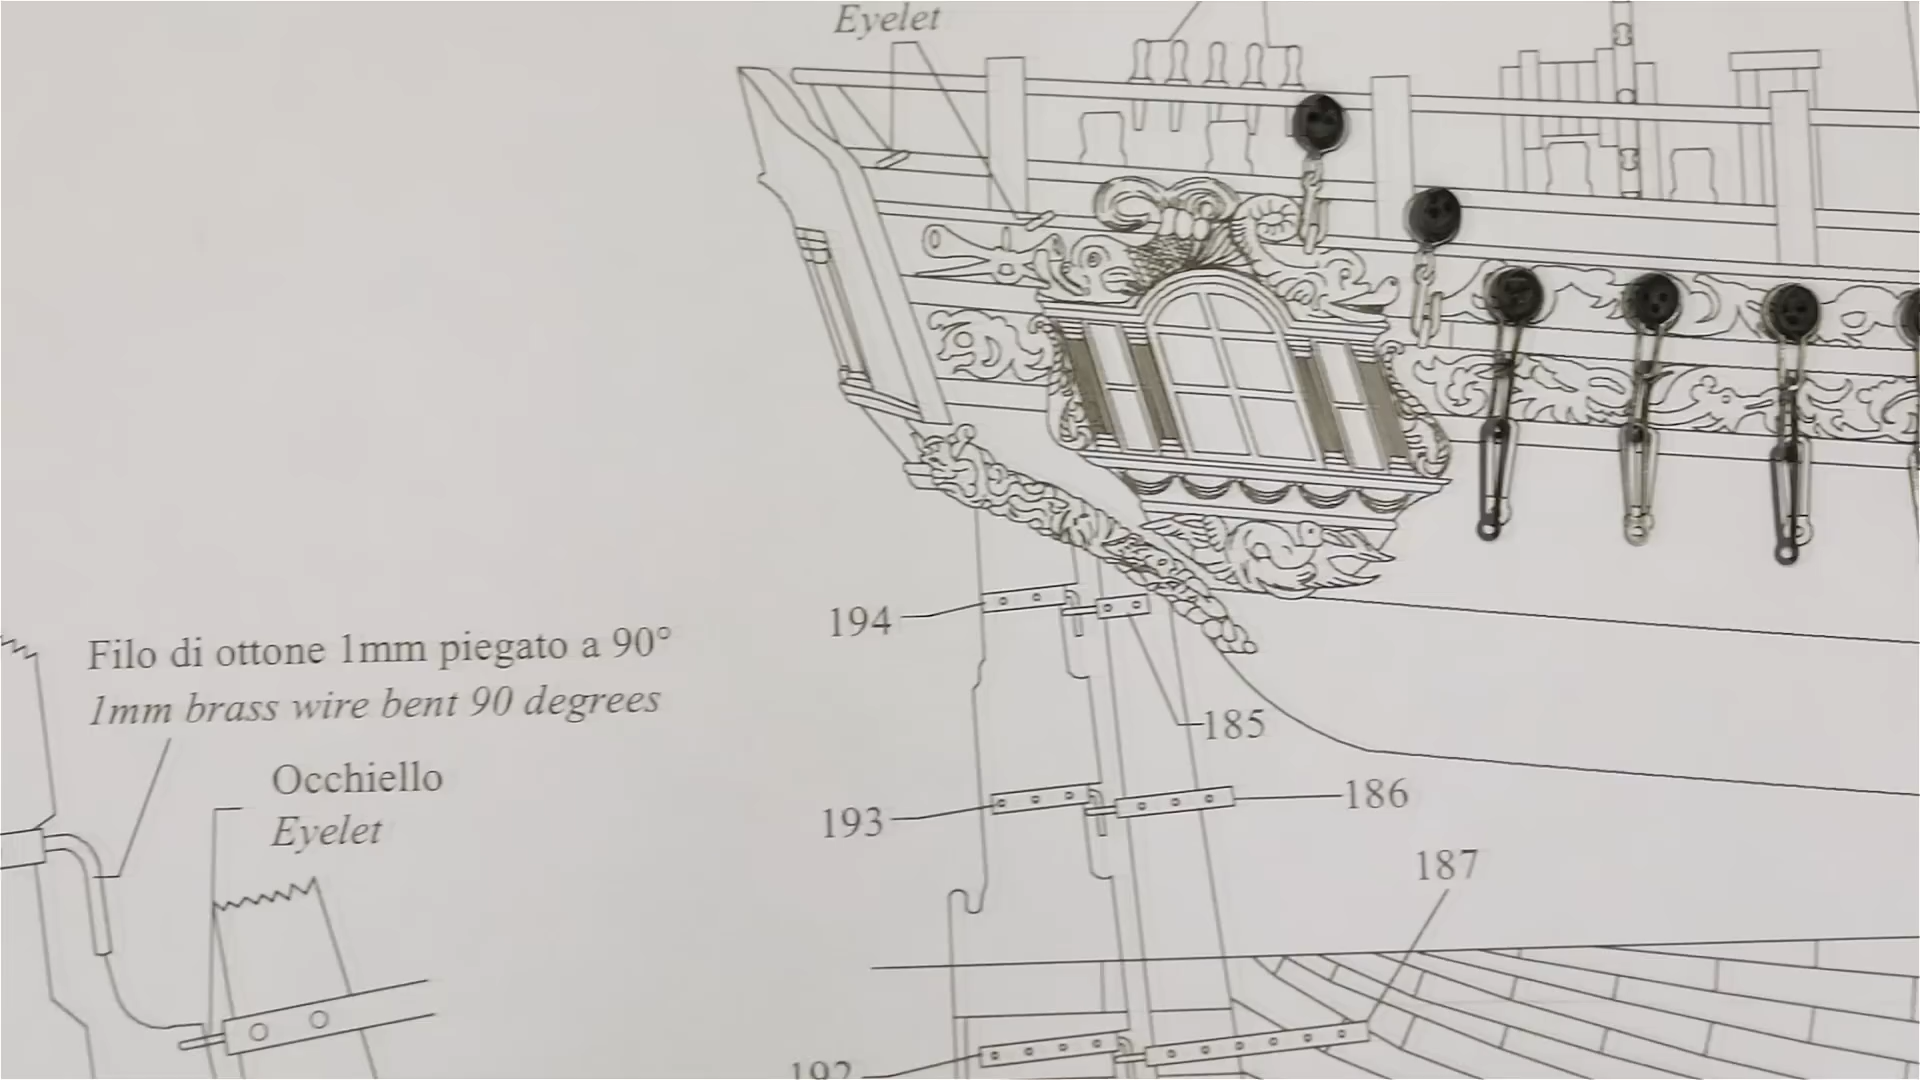 Eyelet
194
Filo di ottone 1mm piegato a 90°
1mm brass wire bent 90 degrees
185
Occhiello
Eyelet
193
186
187
192